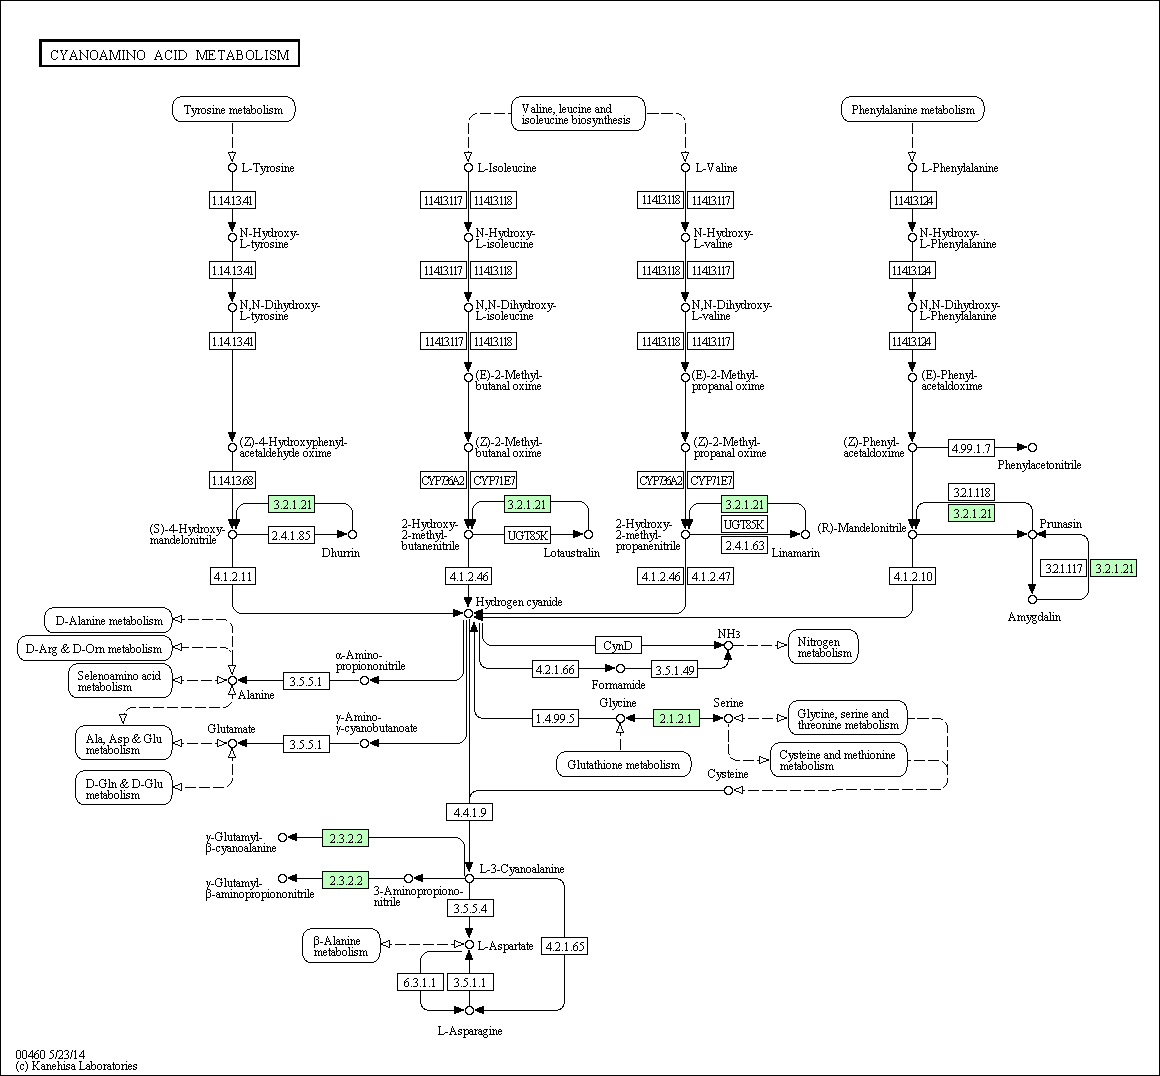 CYANOAMINO ACID METABOLISM
Tyrosine metabolism
Valine, leucine and
isoleucine biosynthesis
Phenylalanine metabolism
L-Tyrosine
L-Isoleucine
L-Valine
L-Phenylalanine
1.14.13.41
1.14.13.117
1.14.13.118
1.14.13.118
1.14.13.117
1.14.13.124
N-Hydroxy-
L-tyrosine
N-Hydroxy-
L-isoleucine
N-Hydroxy-
L-valine
N-Hydroxy-
L-Phenylalanine
1.14.13.41
1.14.13.117
1.14.13.118
1.14.13.118
1.14.13.117
1.14.13.124
N,N-Dihydroxy-
L-tyrosine
N,N-Dihydroxy-
L-isoleucine
N,N-Dihydroxy-
L-valine
N,N-Dihydroxy-
L-Phenylalanine
1.14.13.41
1.14.13.117
1.14.13.118
1.14.13.118
1.14.13.117
1.14.13.124
(E)-2-Methyl-
butanal oxime
(E)-2-Methyl-
propanal oxime
(E)-Phenyl-
acetaldoxime
(Z)-4-Hydroxyphenyl-
acetaldehyde oxime
(Z)-2-Methyl-
butanal oxime
(Z)-2-Methyl-
propanal oxime
(Z)-Phenyl-
acetaldoxime
4.99.1.7
Phenylacetonitrile
1.14.13.68
CYP736A2
CYP71E7
CYP736A2
CYP71E7
3.2.1.21
3.2.1.21
3.2.1.21
3.2.1.118
3.2.1.21
(S)-4-Hydroxy-
mandelonitrile
2.4.1.85
Dhurrin
2-Hydroxy-
2-methyl-
butanenitrile
UGT85K
Lotaustralin
2-Hydroxy-
2-methyl-
propanenitrile
UGT85K
2.4.1.63
Linamarin
(R)-Mandelonitrile
Prunasin
4.1.2.11
4.1.2.46
4.1.2.46
4.1.2.47
4.1.2.10
3.2.1.117
3.2.1.21
Hydrogen cyanide
Amygdalin
D-Alanine metabolism
D-Arg & D-Orn metabolism
Selenoamino acid
metabolism
Alanine
3.5.5.1
α-Amino-
propiononitrile
CynD
NH3
Nitrogen
metabolism
4.2.1.66
Formamide
3.5.1.49
Ala, Asp & Glu
metabolism
Glutamate
3.5.5.1
γ-Amino-
γ-cyanobutanoate
1.4.99.5
Glycine
2.1.2.1
Serine
Glycine, serine and
threonine metabolism
Glutathione metabolism
Cysteine and methionine
metabolism
Cysteine
D-Gln & D-Glu
metabolism
4.4.1.9
γ-Glutamyl-
β-cyanoalanine
2.3.2.2
L-3-Cyanoalanine
γ-Glutamyl-
β-aminopropiononitrile
2.3.2.2
3-Aminopropiono-
nitrile
3.5.5.4
β-Alanine
metabolism
L-Aspartate
4.2.1.65
6.3.1.1
3.5.1.1
L-Asparagine
00460 5/23/14
(c) Kanehisa Laboratories